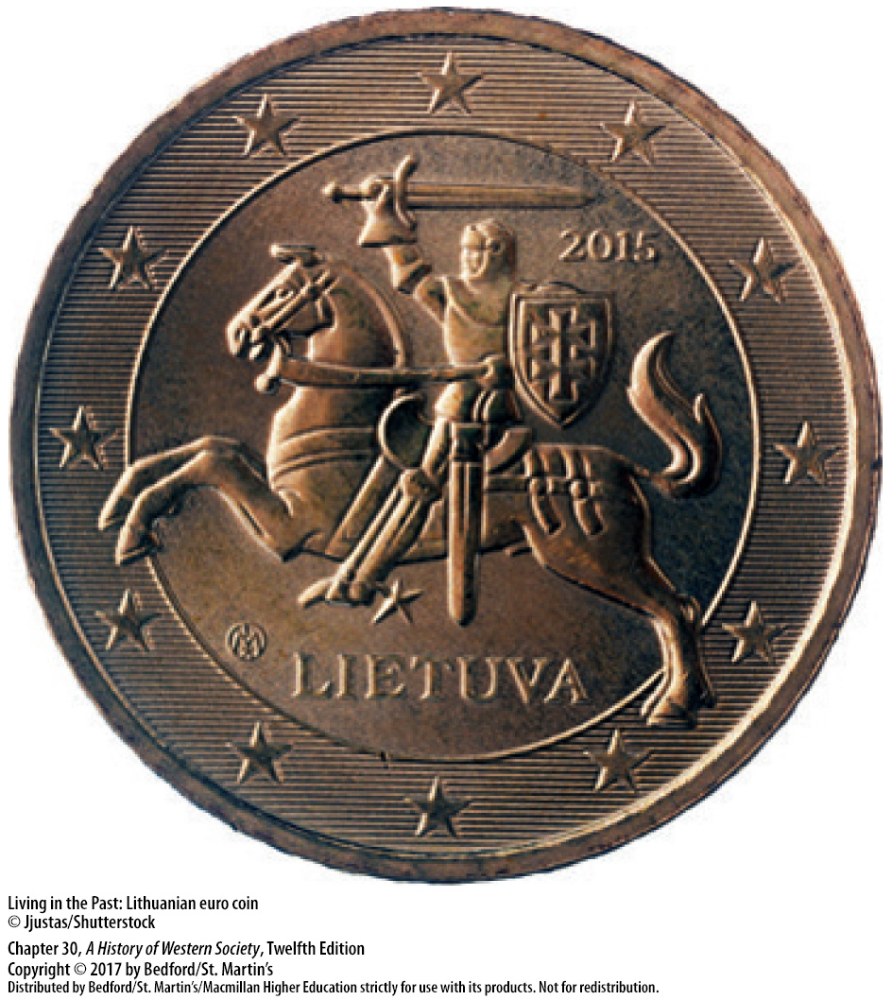 2015
LIETUVA
Living in the Past: Lithuanian euro coin
© Jjustas/Shutterstock
Chapter 30, A History of Western Society, Twelfth Edition
Copyright © 2017 by Bedford/St. Martin's
Distributed by Bedford/St. Martin's/Macmillan Higher Education strictly for use with its products. Not for redistribution.